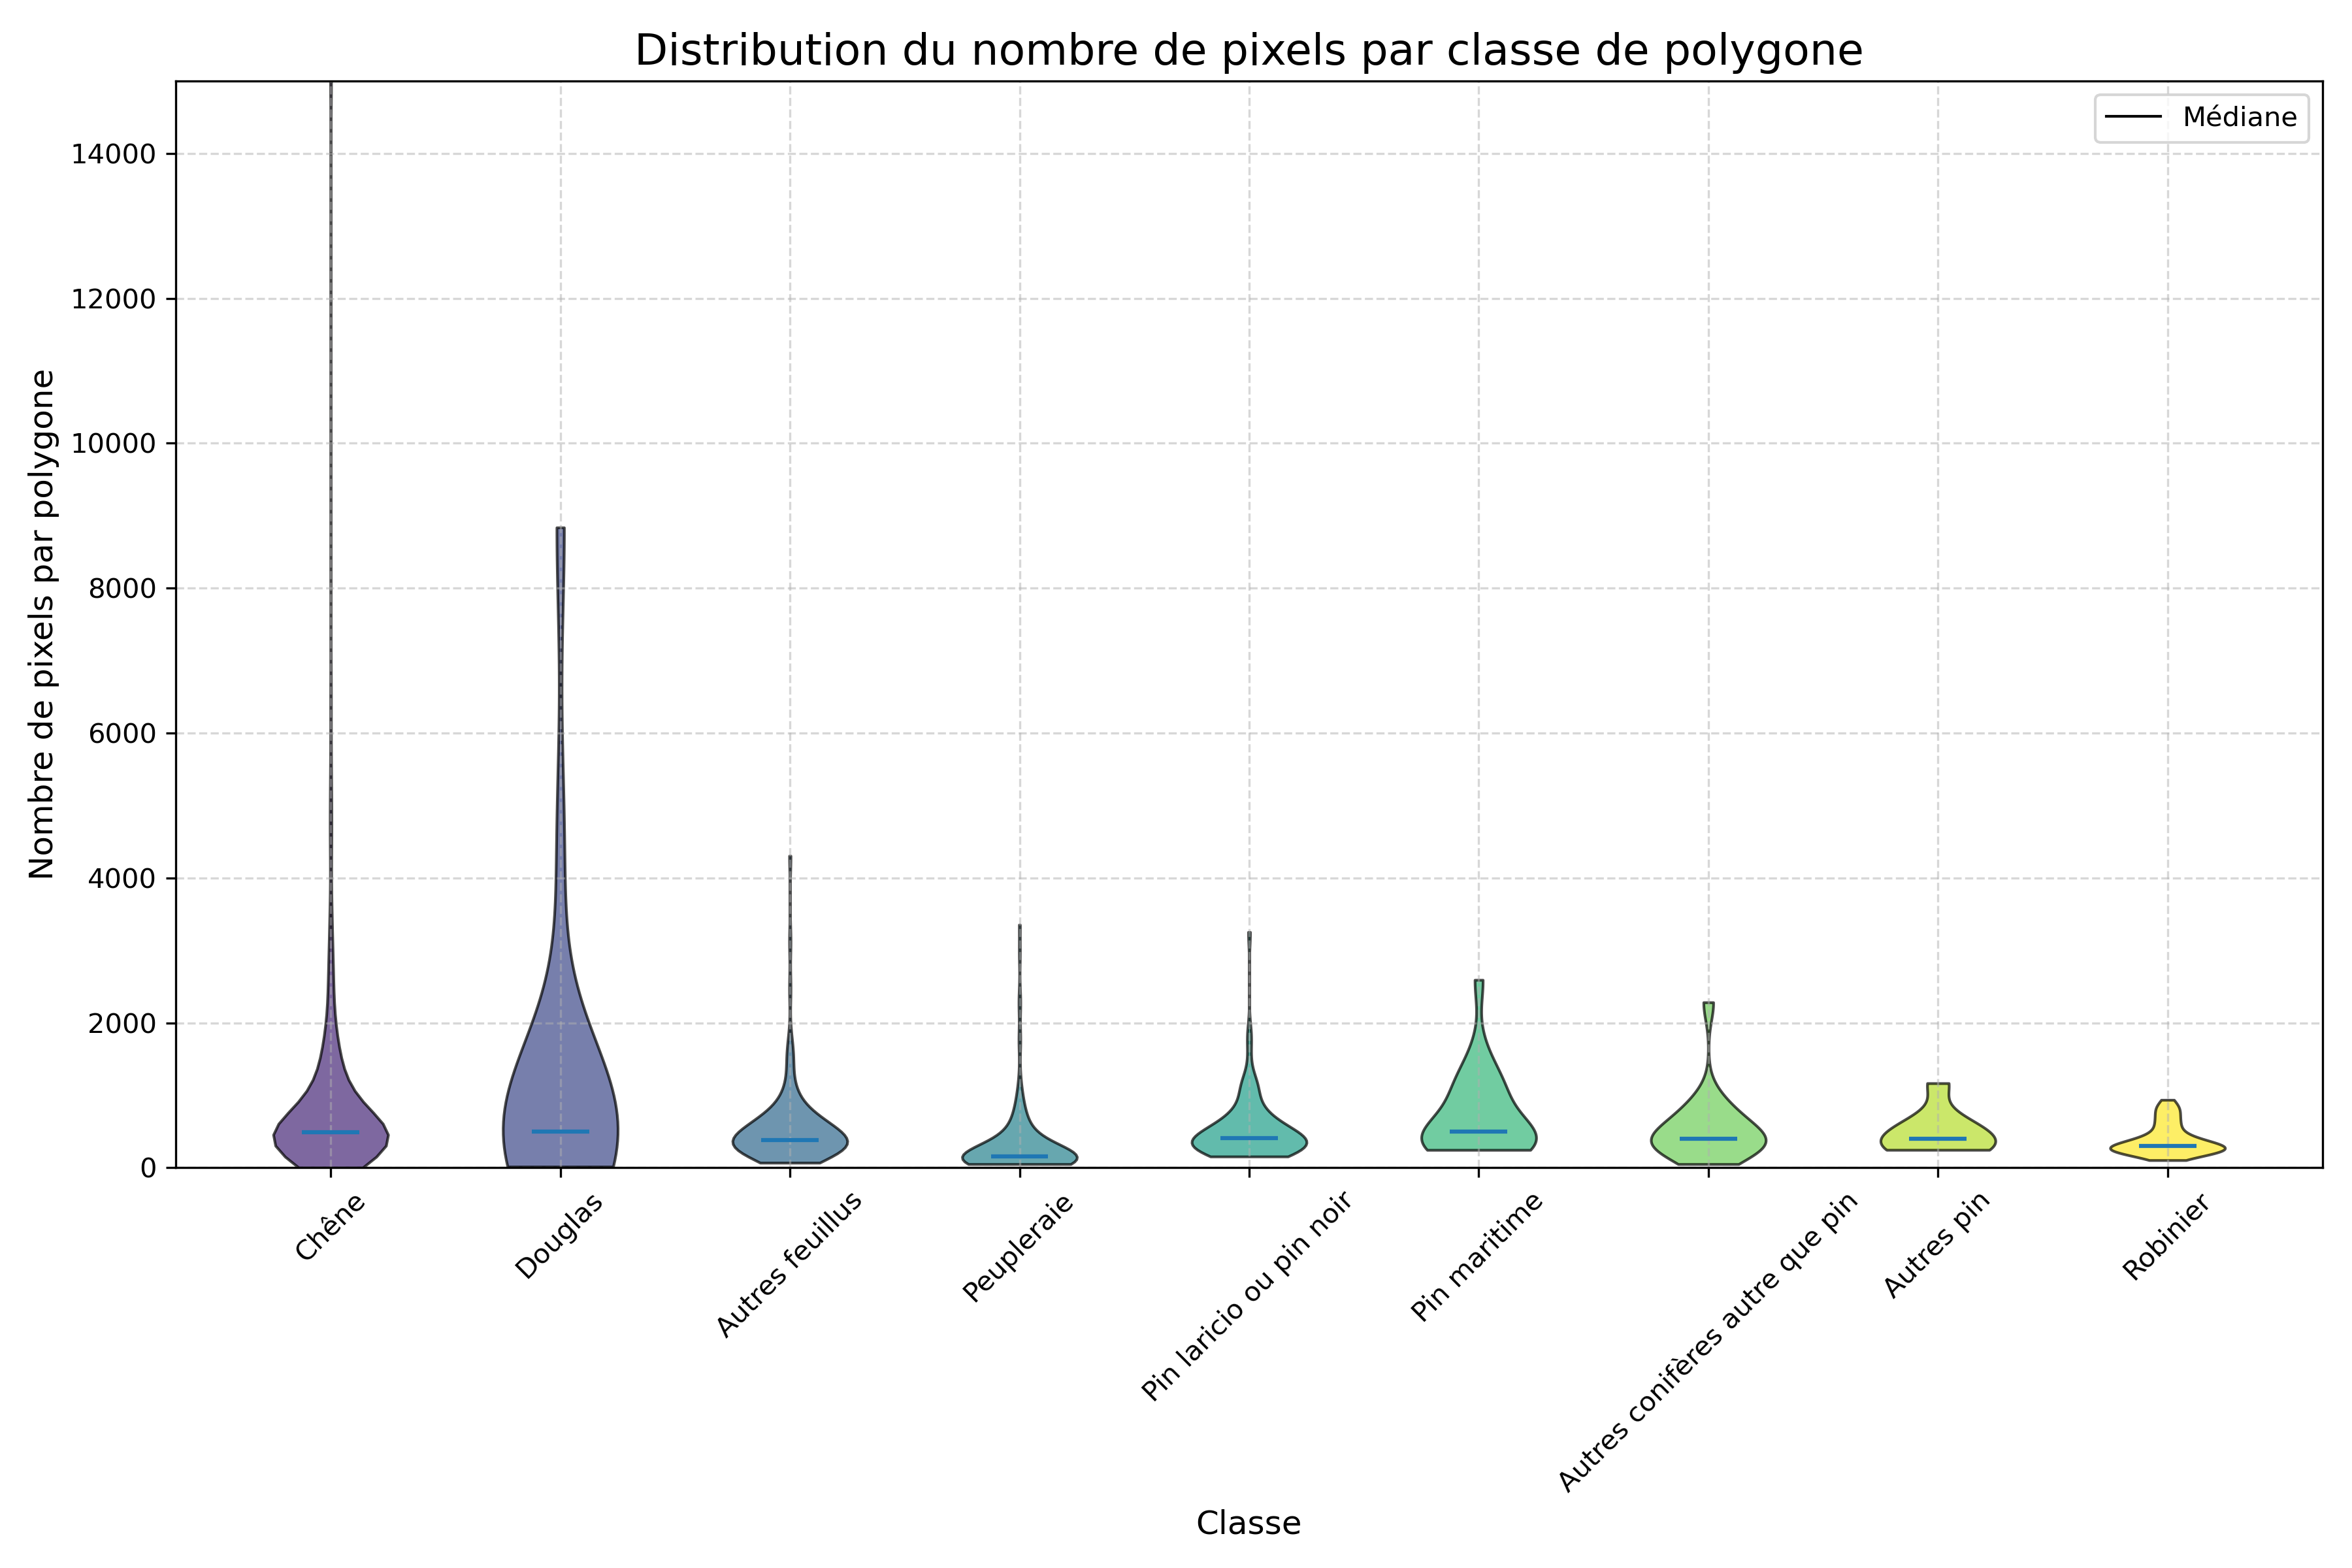 Distribution du nombre de pixels par classe de polygone
Médiane
Nombre de pixels par polygone
14000
12000
10000
8000
6000
4000
2000
0
Chêne
Douglas
Autres feuillus
Peupleraie
Pin laricio ou pin noir
Pin maritime
Autres conifères autre que pin
Autres pin
Robinier
Classe